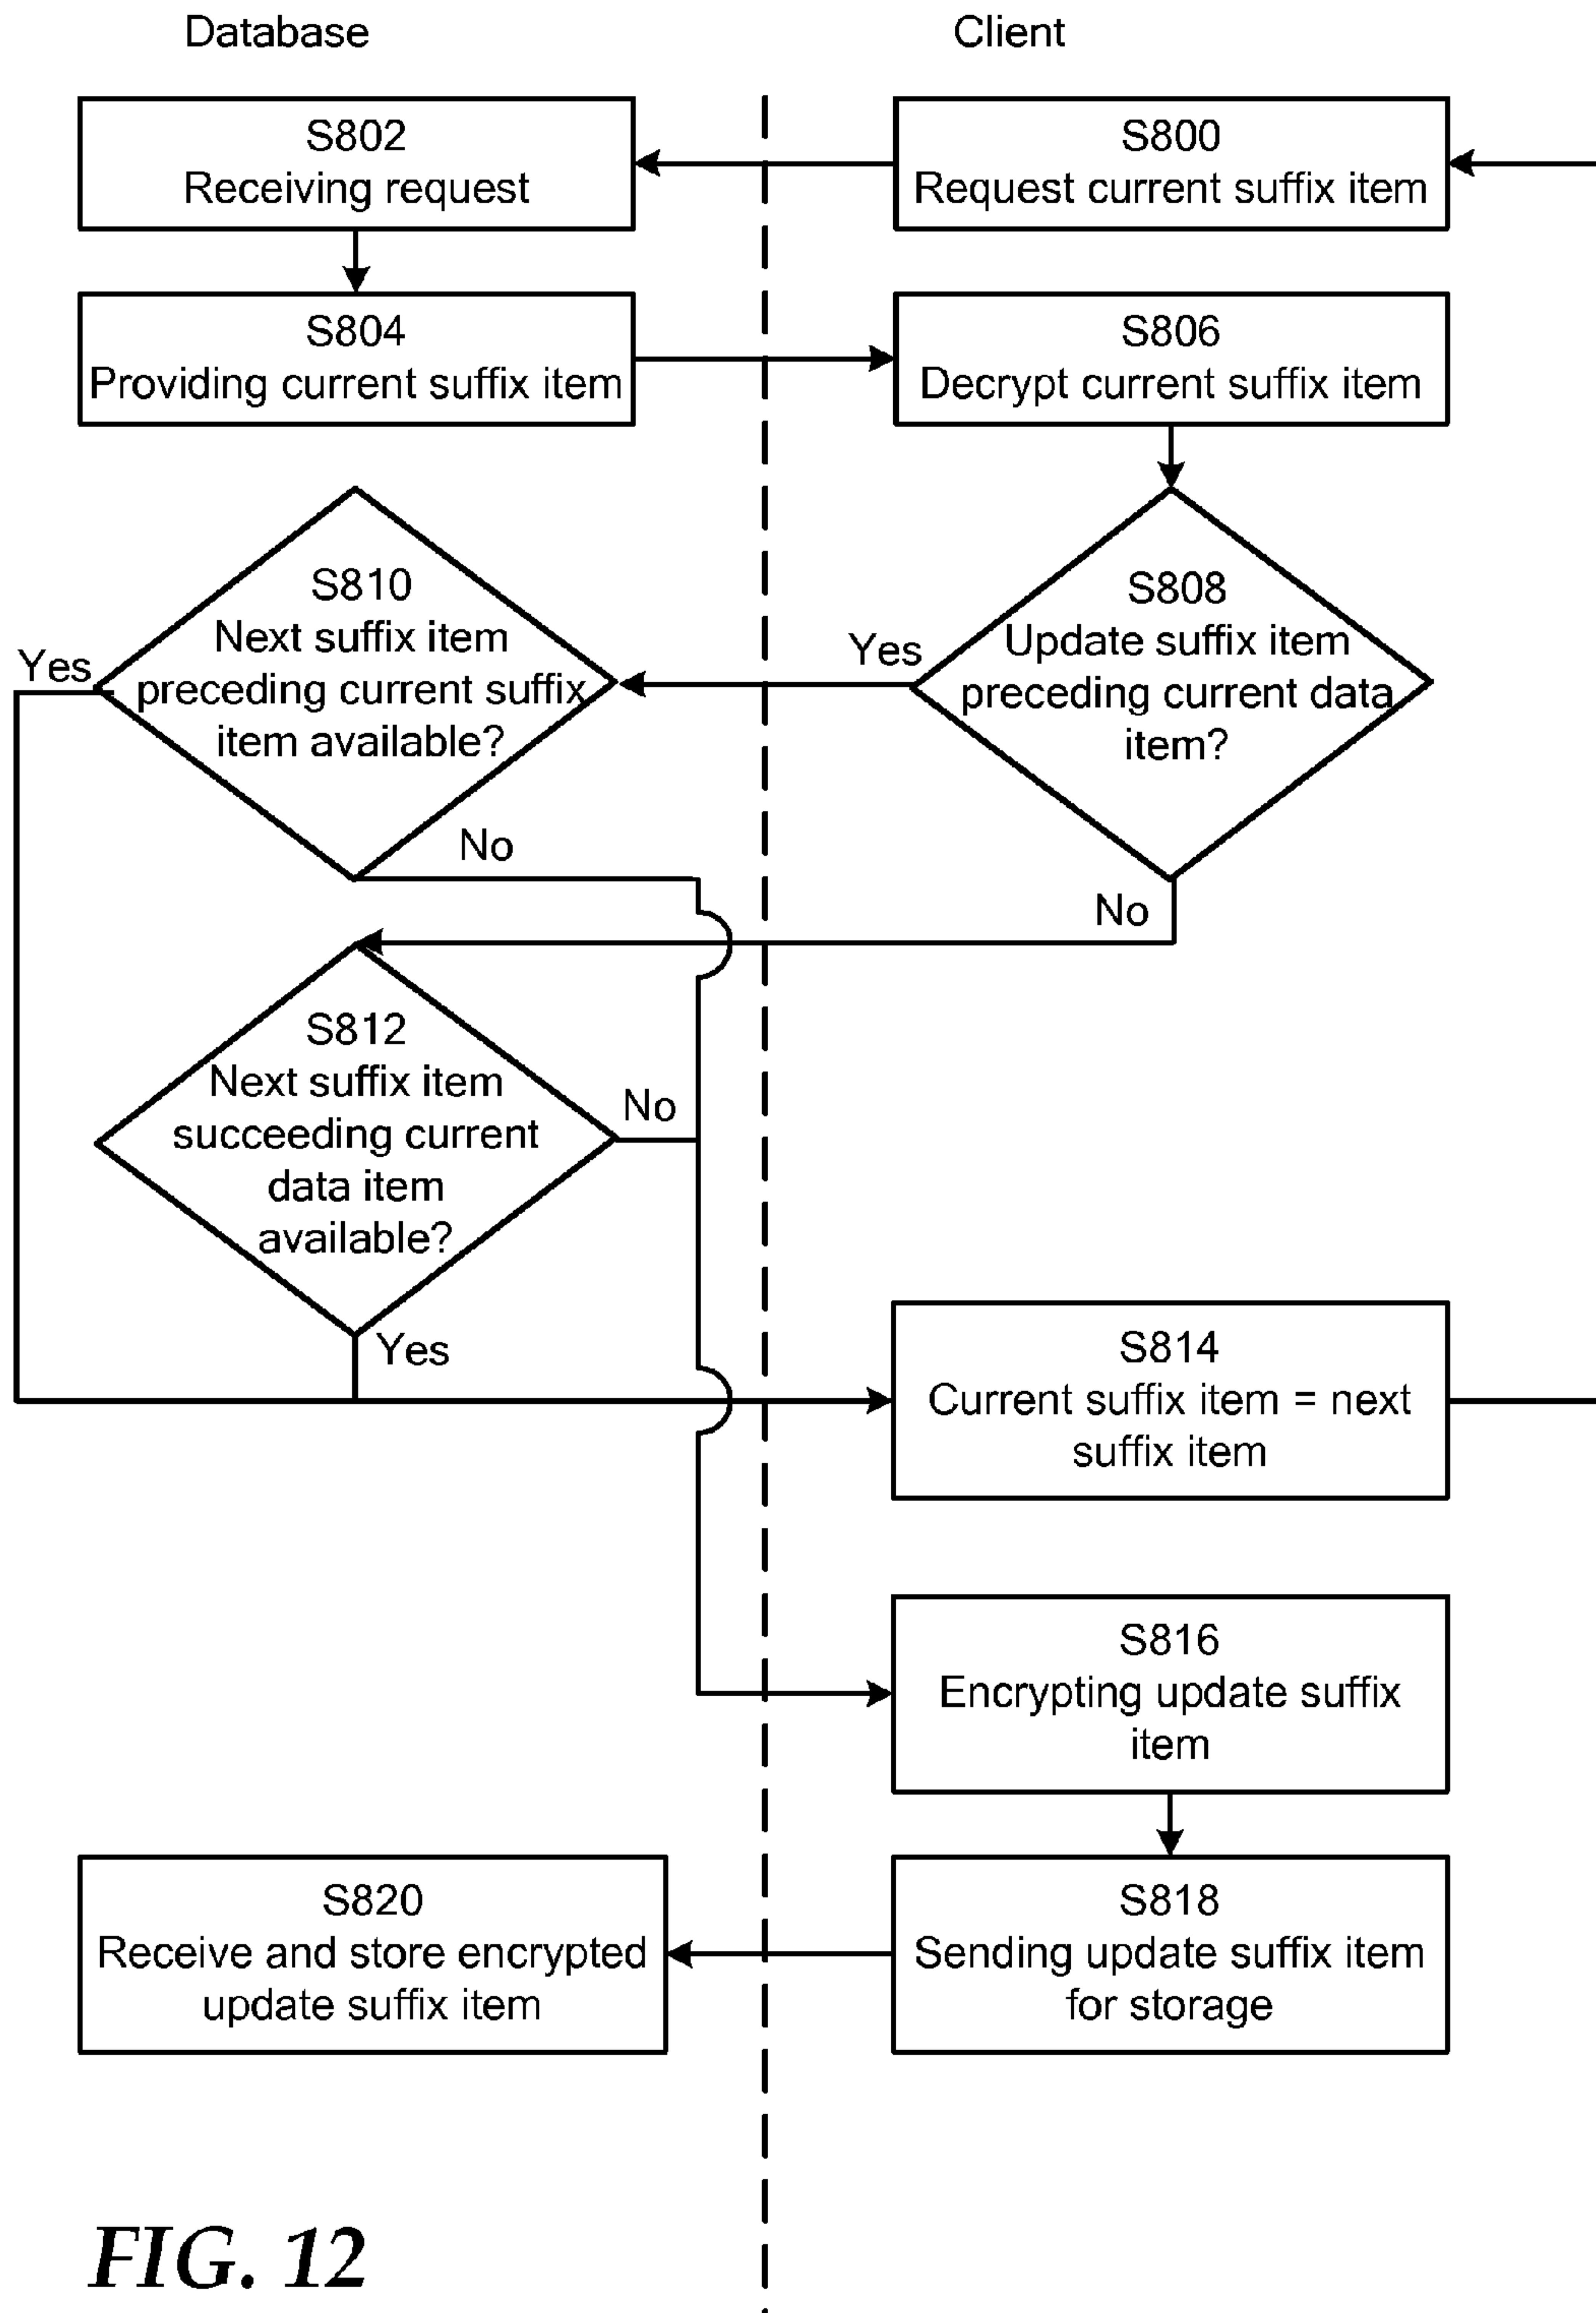 Database
Client
S802
Receiving request
S800
Request current suffix item
S804
Providing current suffix item
S806
Decrypt current suffix item
S810
Next suffix item
preceding current suffix
item available?
Yes
No
S808
Update suffix item
preceding current data
item?
Yes
No
S812
Next suffix item
succeeding current
data item
available?
No
Yes
S814
Current suffix item = next
suffix item
S816
Encrypting update suffix
item
S820
Receive and store encrypted
update suffix item
S818
Sending update suffix item
for storage
FIG. 12